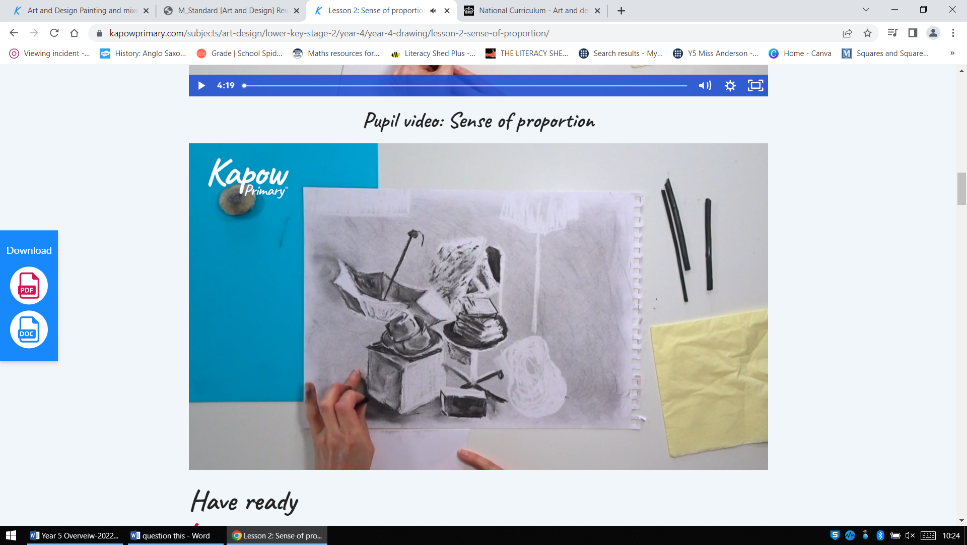 Art and Design Painting and mixe
M_Standard [Art and Design] Res
Lesson 2: Sense of proportion
National Curriculum - Art and de
kapowprimary.com/subjects/art-design/lower-key-stage-2/year-4/year-4-drawing/lesson-2-sense-of-proportion/
Viewing incident -...
History: Anglo Saxo...
Grade | School Spid...
Maths resources for...
Literacy Shed Plus -...
THE LITERACY SHE...
Search results - My...
Y5 Miss Anderson -...
Home - Canva
Squares and Square...
4:19
Pupil video: Sense of proportion
Kapow
Primary
Download
PDF
DOC
Have ready
Year 5 Overveiw-2022...
question this - Word
Lesson 2: Sense of pro...
10:24